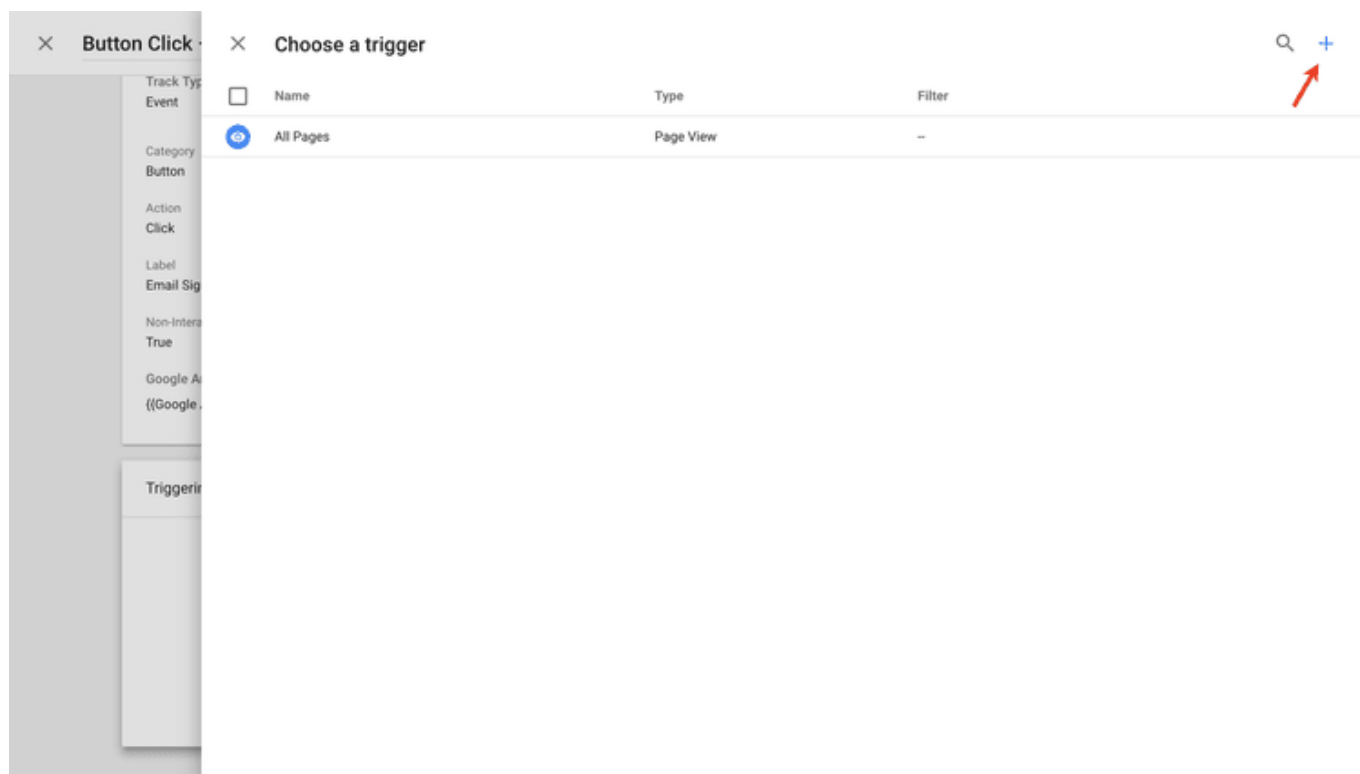 Button Click
Choose a trigger
Track Typ
Event
Category
Button
Action
Click
Label
Email Sig
Non-Intera
True
Google A
{{Google
Triggerin
Name Type Filter
All Pages Page View --